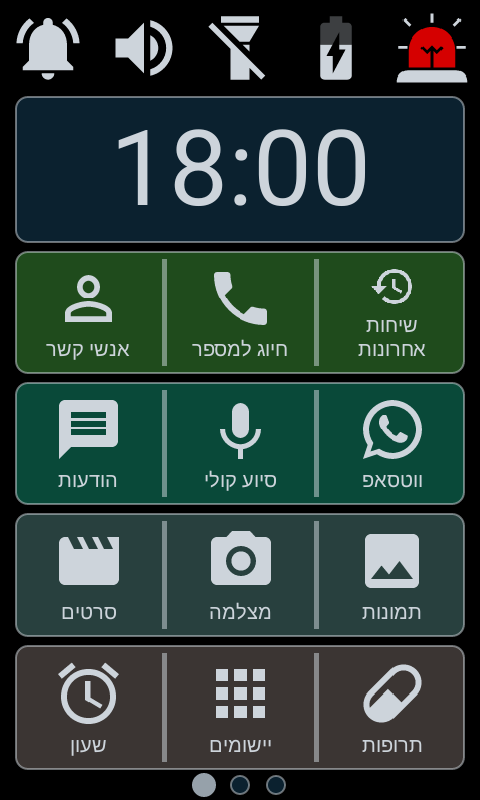 18:00
שיחות
אחרונות
חיוג למספר
אנשי קשר
ווטסאפ
סיוע קולי
הודעות
תמונות
מצלמה
סרטים
תרופות
יישומים
שעון